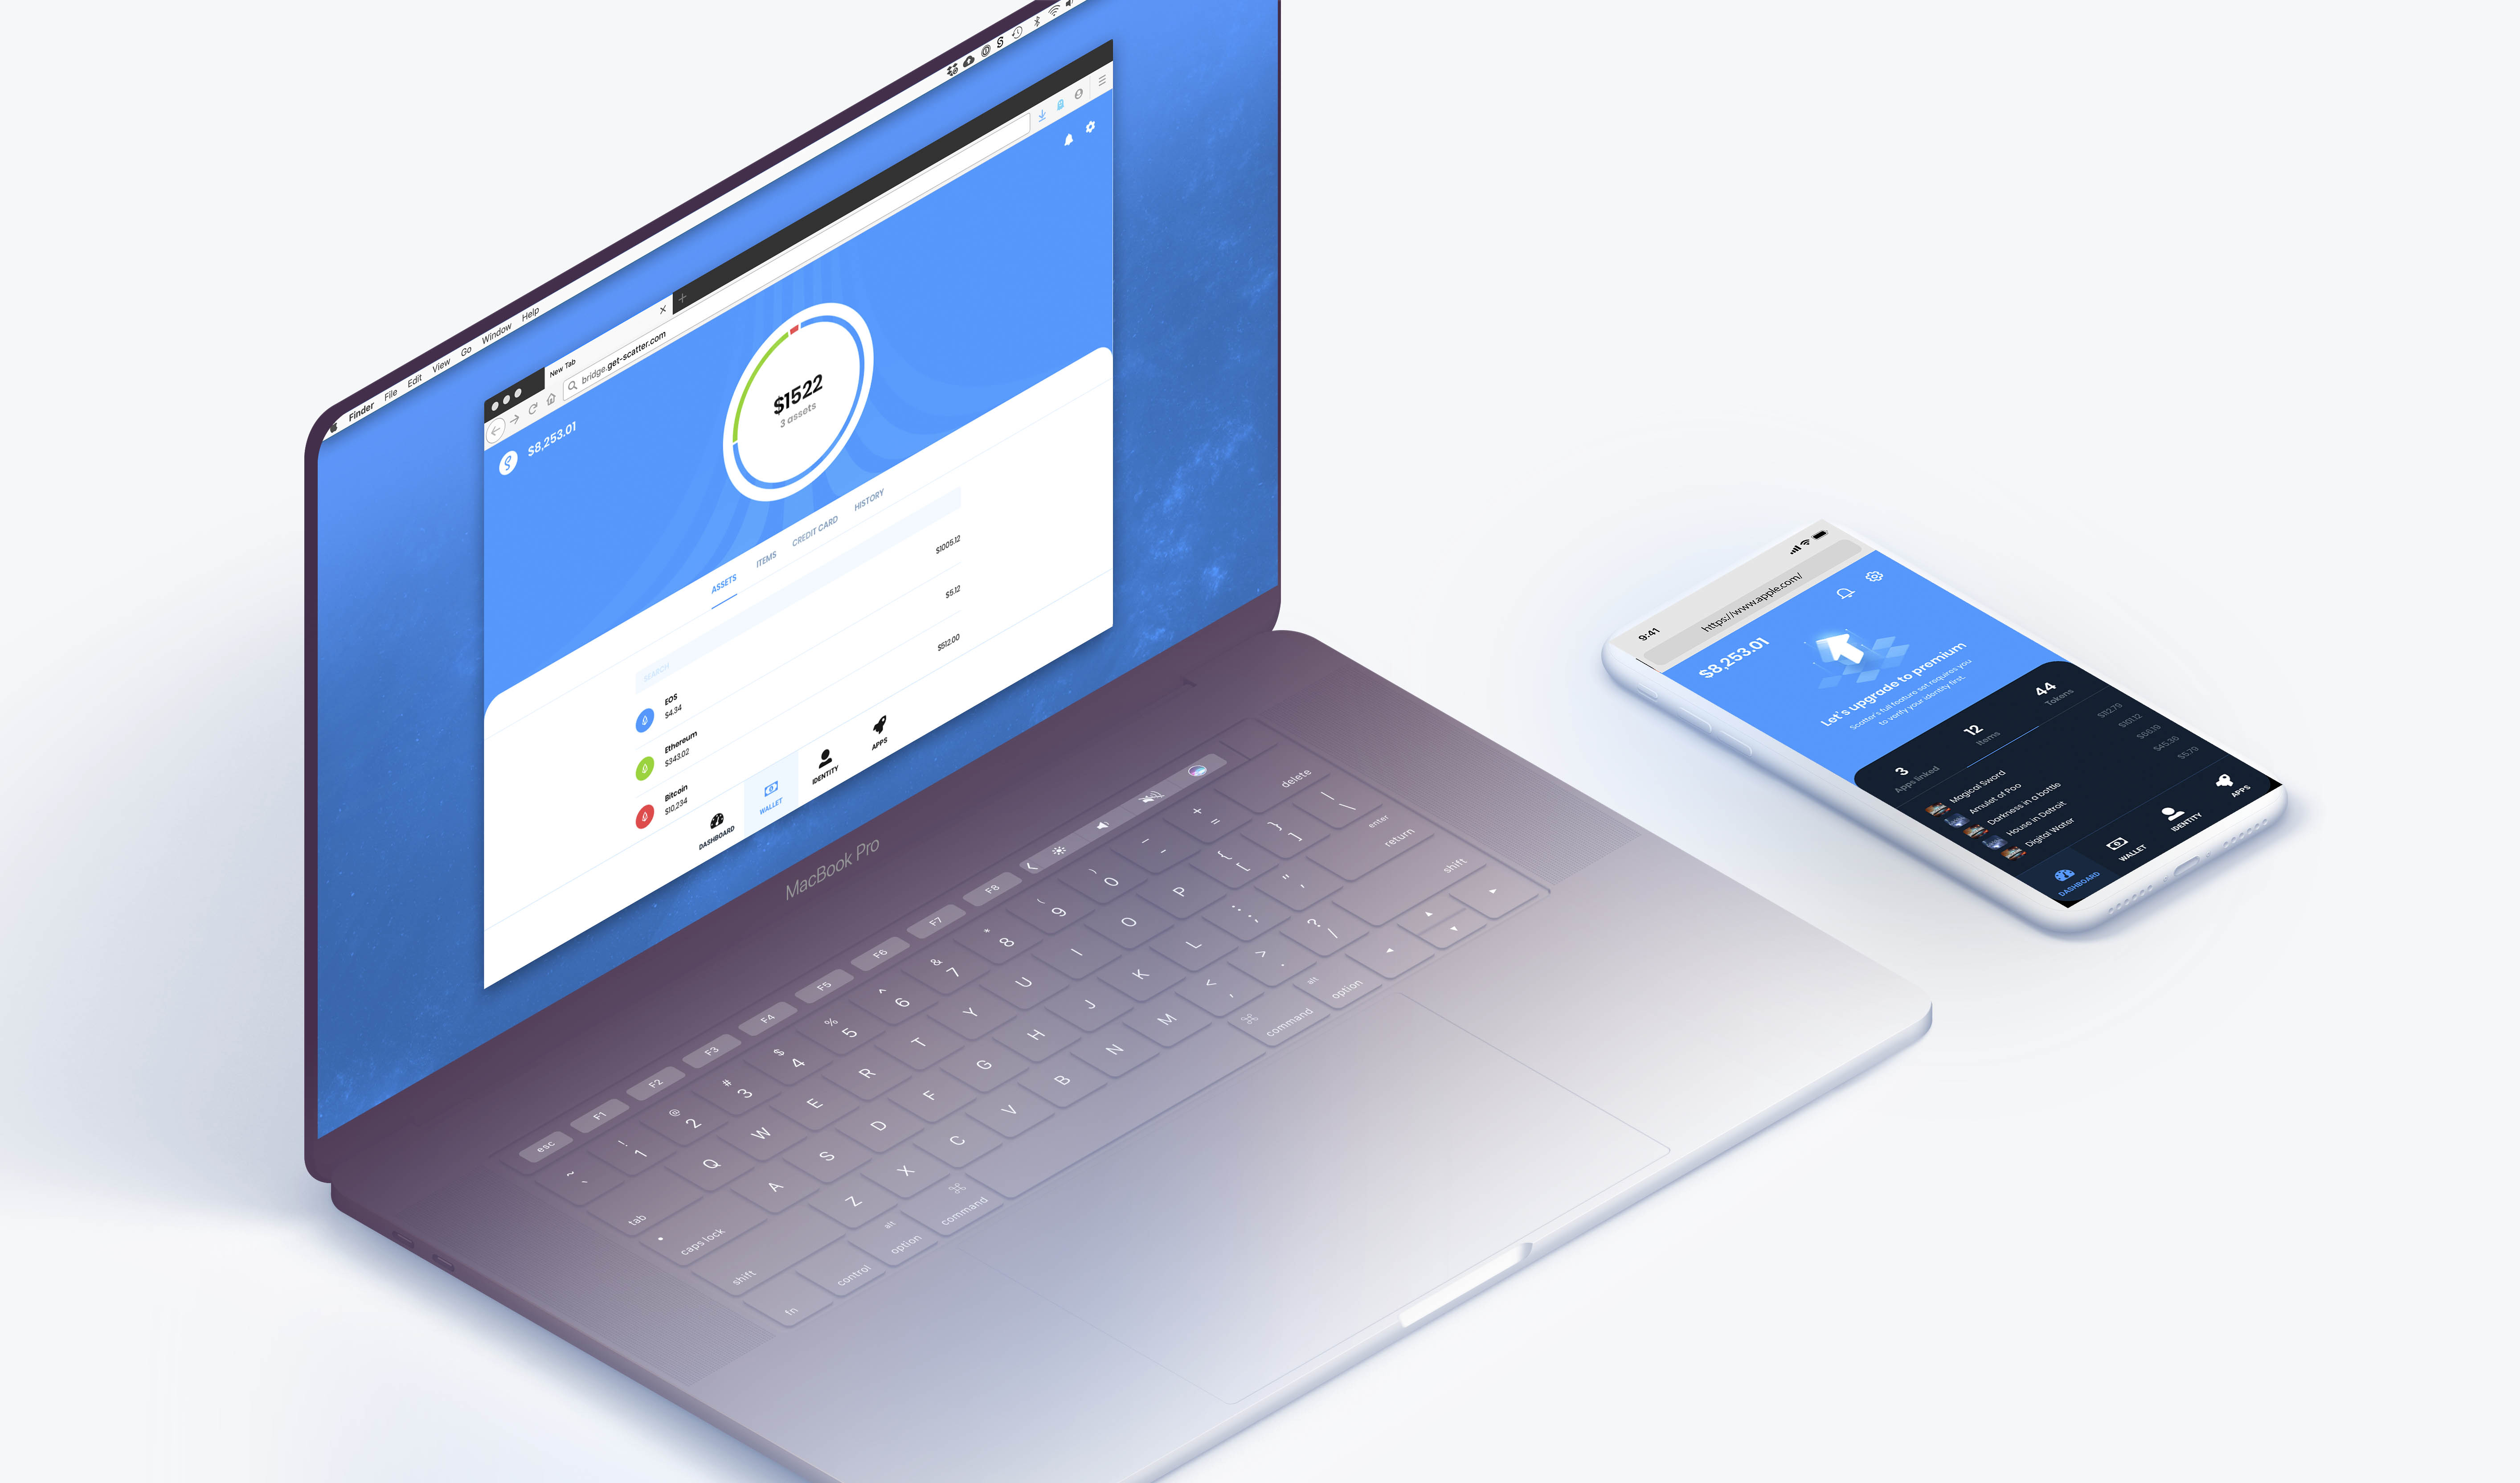 Finder File Edit View Go Window Help
New Tab
bridge.get-scatter.com
$8,253.01
$1522
3 assets
ASSETS ITEMS CREDIT CARD HISTORY
SEARCH
EOS
$4.34
$1005.12
Ethereum
$343.02
$5.12
Bitcoin
$10,234
$512.00
DASHBOARD WALLET IDENTITY APPS
MacBook Pro
esc F1 F2 F3 F4 F5 F6 F7 F8
~ ! @ # $ % ^ & * ( ) _ +
` 1 2 3 4 5 6 7 8 9 0 - = delete
tab Q W E R T Y U I O P { [ } ] | \
caps lock A S D F G H J K L : ; " ' enter return
shift Z X C V B N M < , > . ? / shift
fn control alt option ⌘ command ⌘ command alt option
9:41
https://www.apple.com/
$8,253.01
Let's upgrade to premium
Scatter's full feature set requires you
to verify your identity first.
3 12 44
Apps linked Items Tokens
Magical Sword $112.79
Amulet of Poo $101.12
Darkness in a bottle $66.19
House in Detroit $45.36
Digital Water $5.79
DASHBOARD WALLET IDENTITY APPS